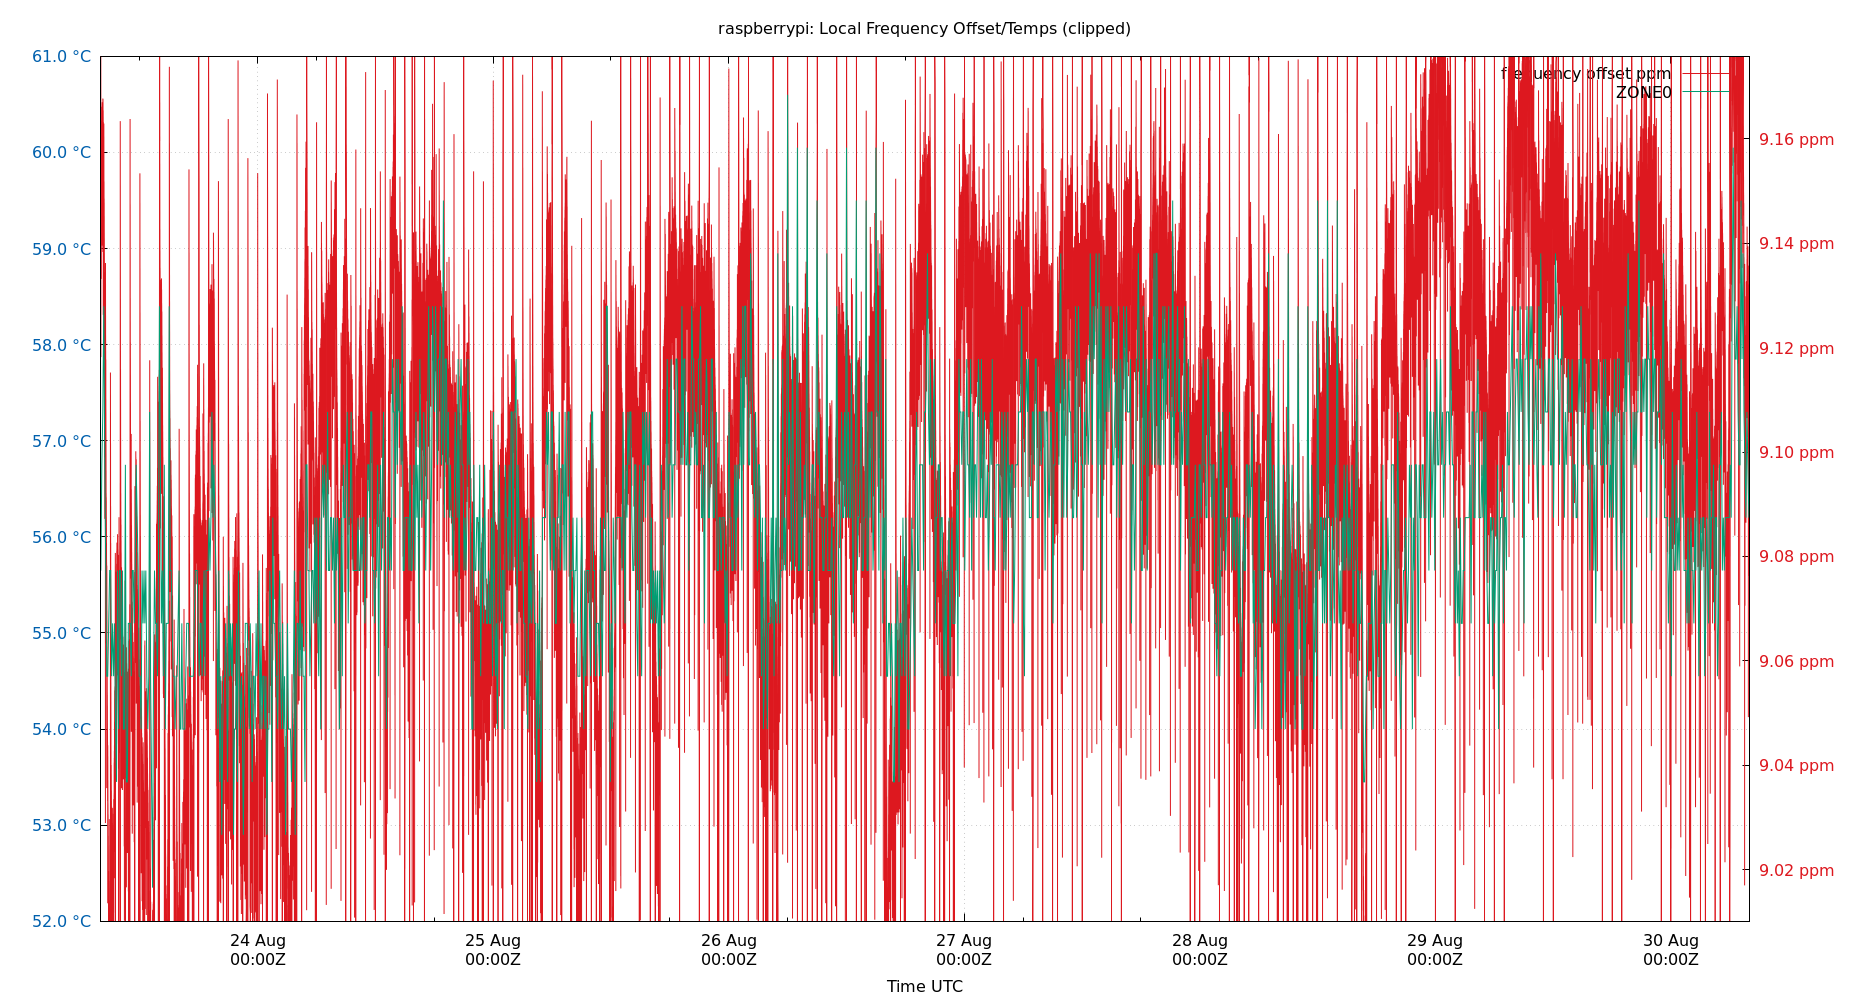 raspberrypi: Local Frequency Offset/Temps (clipped)
61.0 °C
60.0 °C
59.0 °C
58.0 °C
57.0 °C
56.0 °C
55.0 °C
54.0 °C
53.0 °C
52.0 °C
frequency offset ppm
ZONE0
9.16 ppm
9.14 ppm
9.12 ppm
9.10 ppm
9.08 ppm
9.06 ppm
9.04 ppm
9.02 ppm
24 Aug
00:00Z
25 Aug
00:00Z
26 Aug
00:00Z
27 Aug
00:00Z
28 Aug
00:00Z
29 Aug
00:00Z
30 Aug
00:00Z
Time UTC